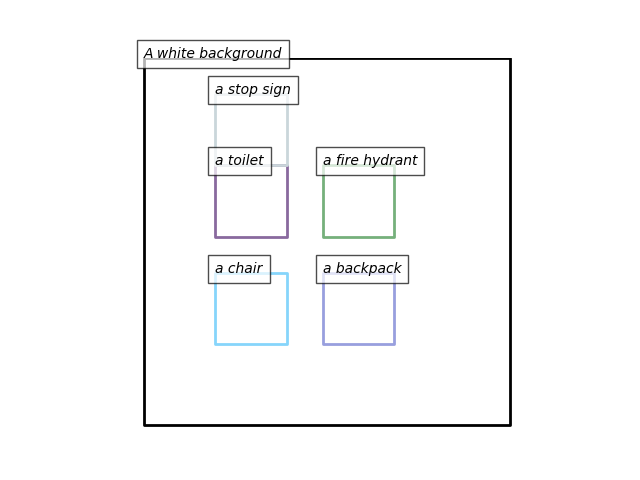 A white background
a stop sign
a toilet
a fire hydrant
a chair
a backpack